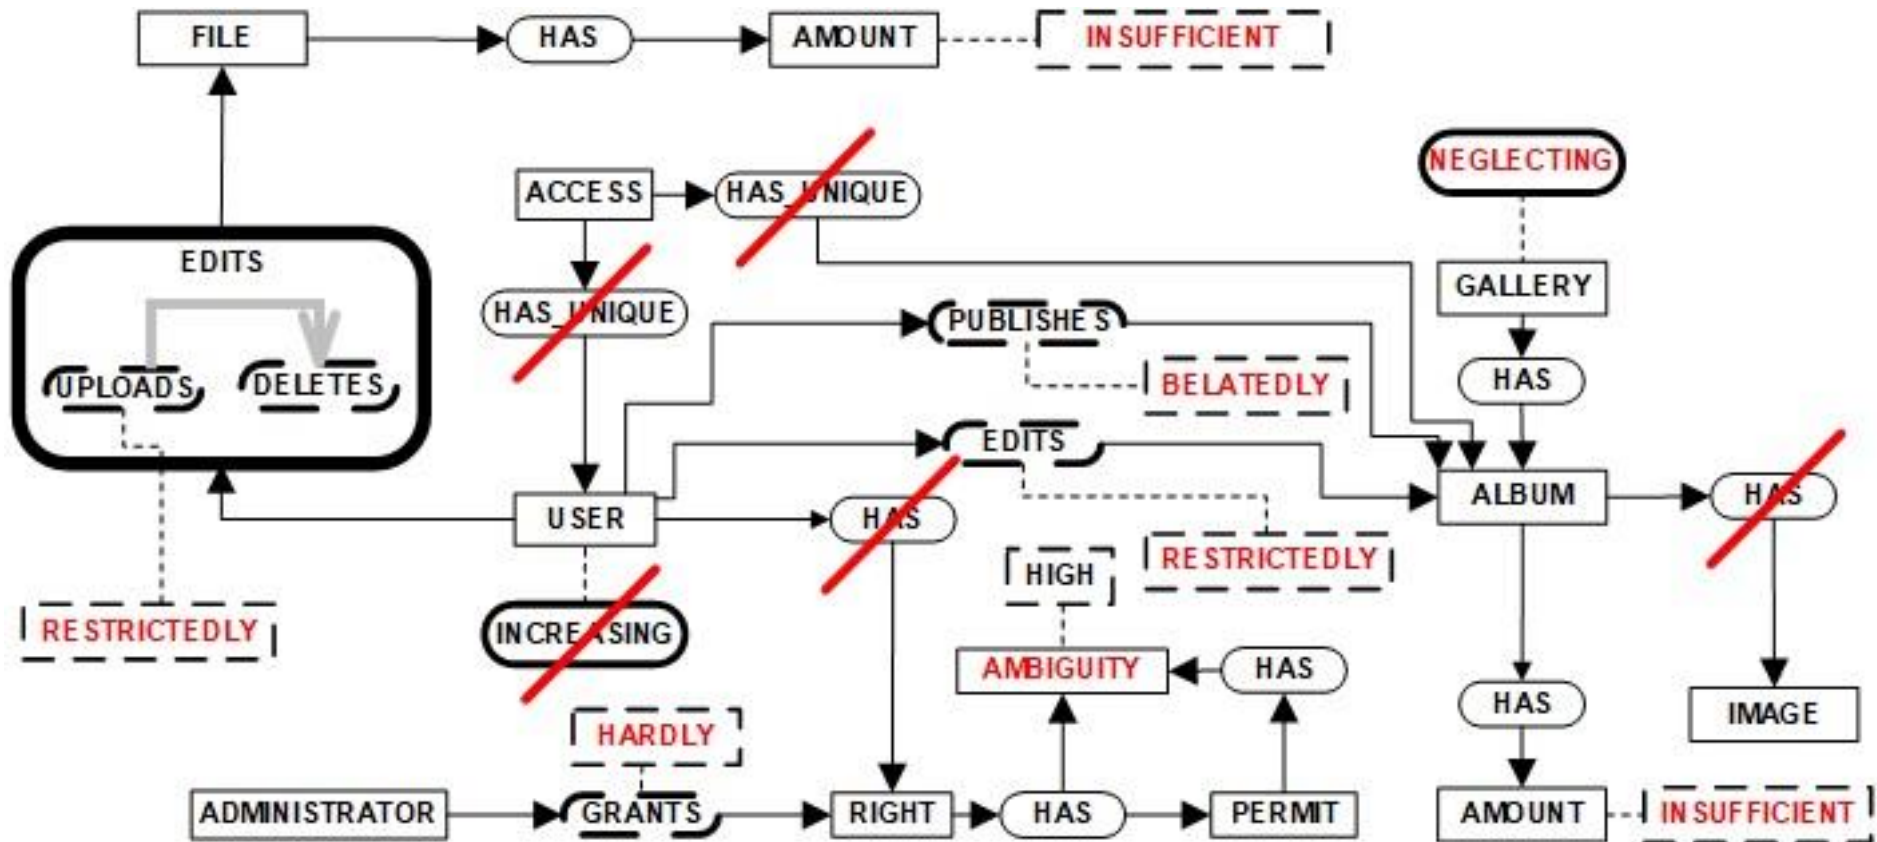 FILE
HAS
AMOUNT
INSUFFICIENT
NEGLECTING
ACCESS
HAS_UNIQUE
EDITS
GALLERY
HAS_UNIQUE
PUBLISHES
UPLOADS
DELETES
BELATEDLY
HAS
EDITS
USER
HAS
ALBUM
HAS
RESTRICTEDLY
HIGH
RESTRICTEDLY
INCREASING
AMBIGUITY
HAS
HAS
IMAGE
HARDLY
ADMINISTRATOR
GRANTS
RIGHT
HAS
PERMIT
AMOUNT
INSUFFICIENT